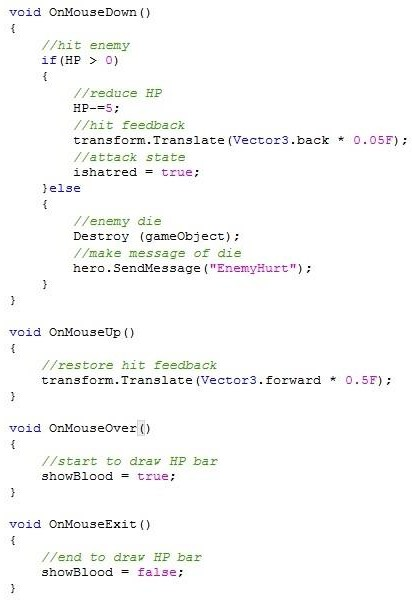 void OnMouseDown()
{
    //hit enemy
    if(HP > 0)
    {
        //reduce HP
        HP-=5;
        //hit feedback
        transform.Translate(Vector3.back * 0.05F);
        //attack state
        ishatred = true;
    }else
    {
        //enemy die
        Destroy (gameObject);
        //make message of die
        hero.SendMessage("EnemyHurt");
    }
}

void OnMouseUp()
{
    //restore hit feedback
    transform.Translate(Vector3.forward * 0.5F);
}

void OnMouseOver()
{
    //start to draw HP bar
    showBlood = true;
}

void OnMouseExit()
{
    //end to draw HP bar
    showBlood = false;
}